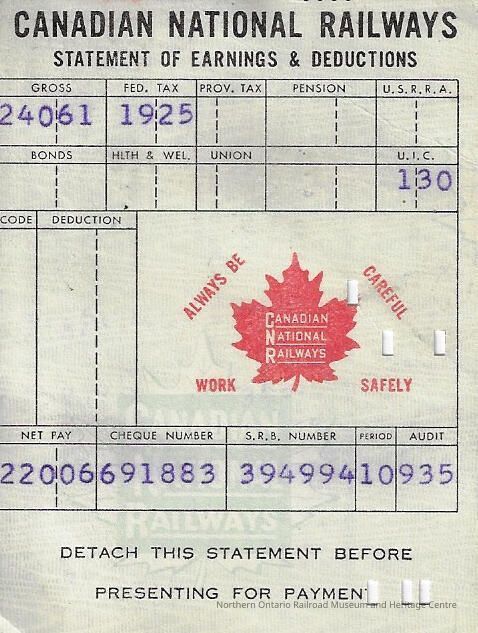 CANADIAN NATIONAL RAILWAYS
STATEMENT OF EARNINGS & DEDUCTIONS
GROSS FED. TAX PROV. TAX PENSION U.S.R.R.A.
24061 1925
BONDS HLTH & WEL. UNION U.I.C.
130
CODE DEDUCTION
ALWAYS BE CAREFUL
CANADIAN
NATIONAL
RAILWAYS
WORK SAFELY
NET PAY CHEQUE NUMBER S.R.B. NUMBER PERIOD AUDIT
22006 691883 394994 10 935
DETACH THIS STATEMENT BEFORE
PRESENTING FOR PAYMENT
Northern Ontario Railroad Museum and Heritage Centre